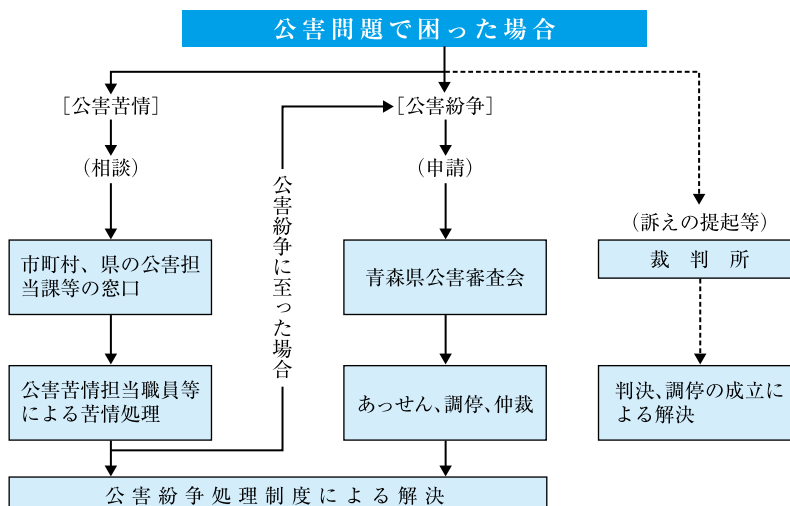 公害問題で困った場合
［公害苦情］
（相談）
市町村、県の公害担
当課等の窓口
公害苦情担当職員等
による苦情処理
公害紛争に至った場合
［公害紛争］
（申請）
青森県公害審査会
あっせん、調停、仲裁
（訴えの提起等）
裁判所
判決、調停の成立に
よる解決
公害紛争処理制度による解決